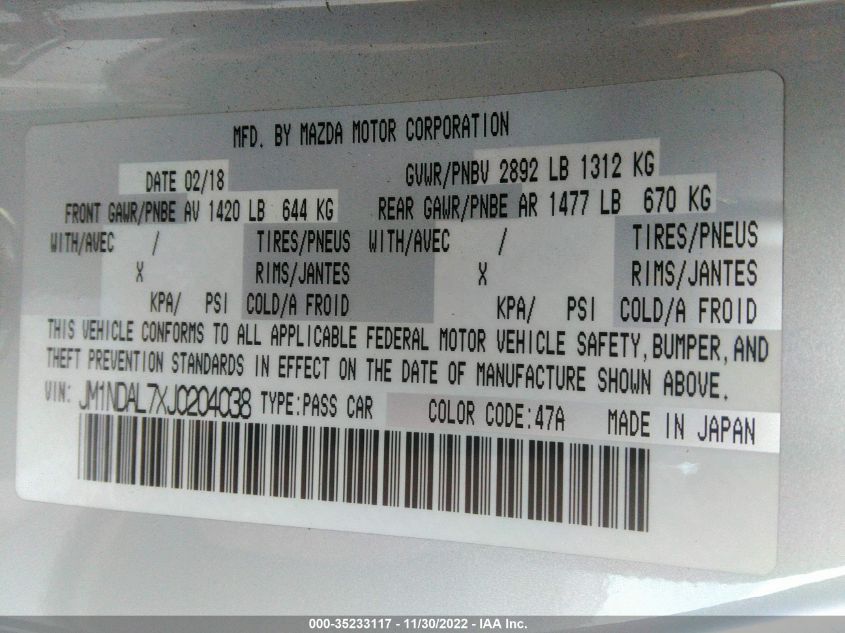 MFD. BY MAZDA MOTOR CORPORATION
DATE 02/18 GVWR/PNBV 2892 LB 1312 KG
FRONT GAWR/PNBE AV 1420 LB 644 KG REAR GAWR/PNBE AR 1477 LB 670 KG
WITH/AVEC / TIRES/PNEUS WITH/AVEC / TIRES/PNEUS
X RIMS/JANTES X RIMS/JANTES
KPA/ PSI COLD/A FROID KPA/ PSI COLD/A FROID
THIS VEHICLE CONFORMS TO ALL APPLICABLE FEDERAL MOTOR VEHICLE SAFETY, BUMPER, AND
THEFT PREVENTION STANDARDS IN EFFECT ON THE DATE OF MANUFACTURE SHOWN ABOVE.
VIN: JM1NDAL7XJ0204038 TYPE:PASS CAR COLOR CODE:47A MADE IN JAPAN
000-35233117 - 11/30/2022 - IAA Inc.